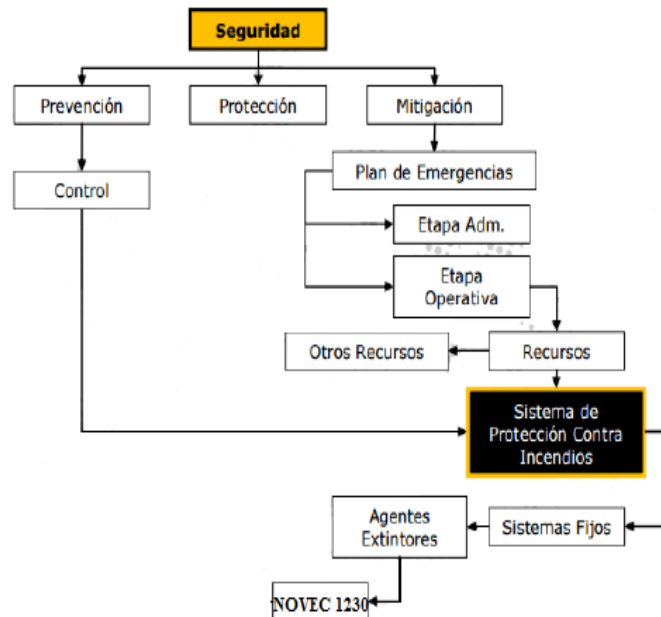 Seguridad
Prevención
Protección
Mitigación
Plan de Emergencias
Control
Etapa Adm.
Etapa
Operativa
Otros Recursos
Recursos
Sistema de
Protección Contra
Incendios
Agentes
Extintores
Sistemas Fijos
NOVEC 1230